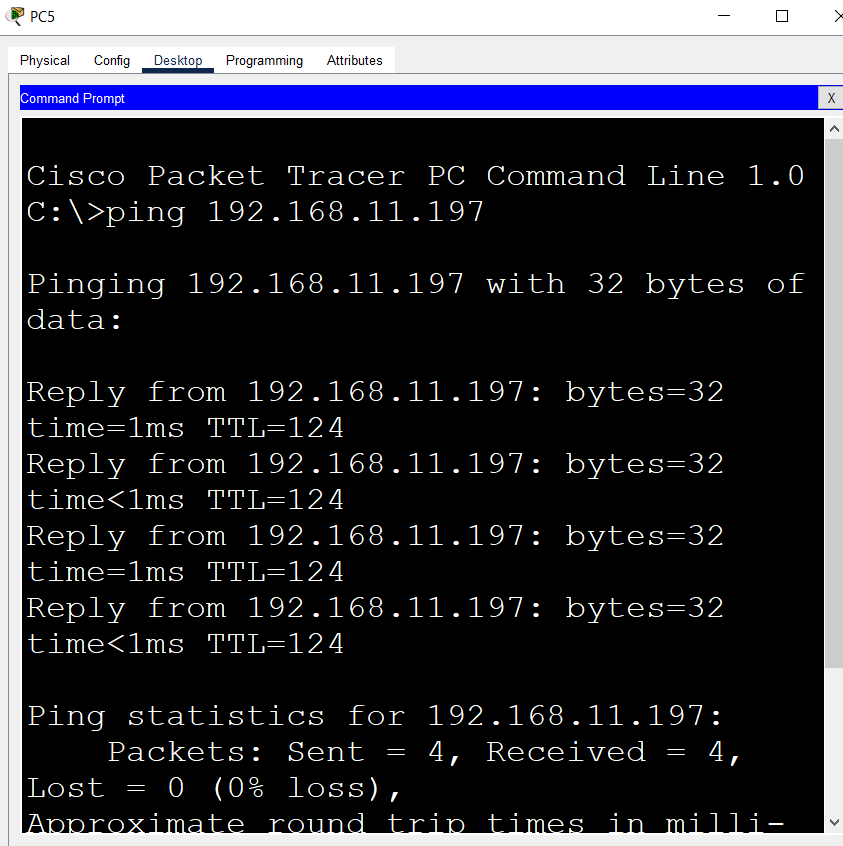 PC5
Physical Config Desktop Programming Attributes
Command Prompt X
Cisco Packet Tracer PC Command Line 1.0
C:\>ping 192.168.11.197
Pinging 192.168.11.197 with 32 bytes of
data:
Reply from 192.168.11.197: bytes=32
time=1ms TTL=124
Reply from 192.168.11.197: bytes=32
time<1ms TTL=124
Reply from 192.168.11.197: bytes=32
time=1ms TTL=124
Reply from 192.168.11.197: bytes=32
time<1ms TTL=124
Ping statistics for 192.168.11.197:
    Packets: Sent = 4, Received = 4,
Lost = 0 (0% loss),
Approximate round trip times in milli-